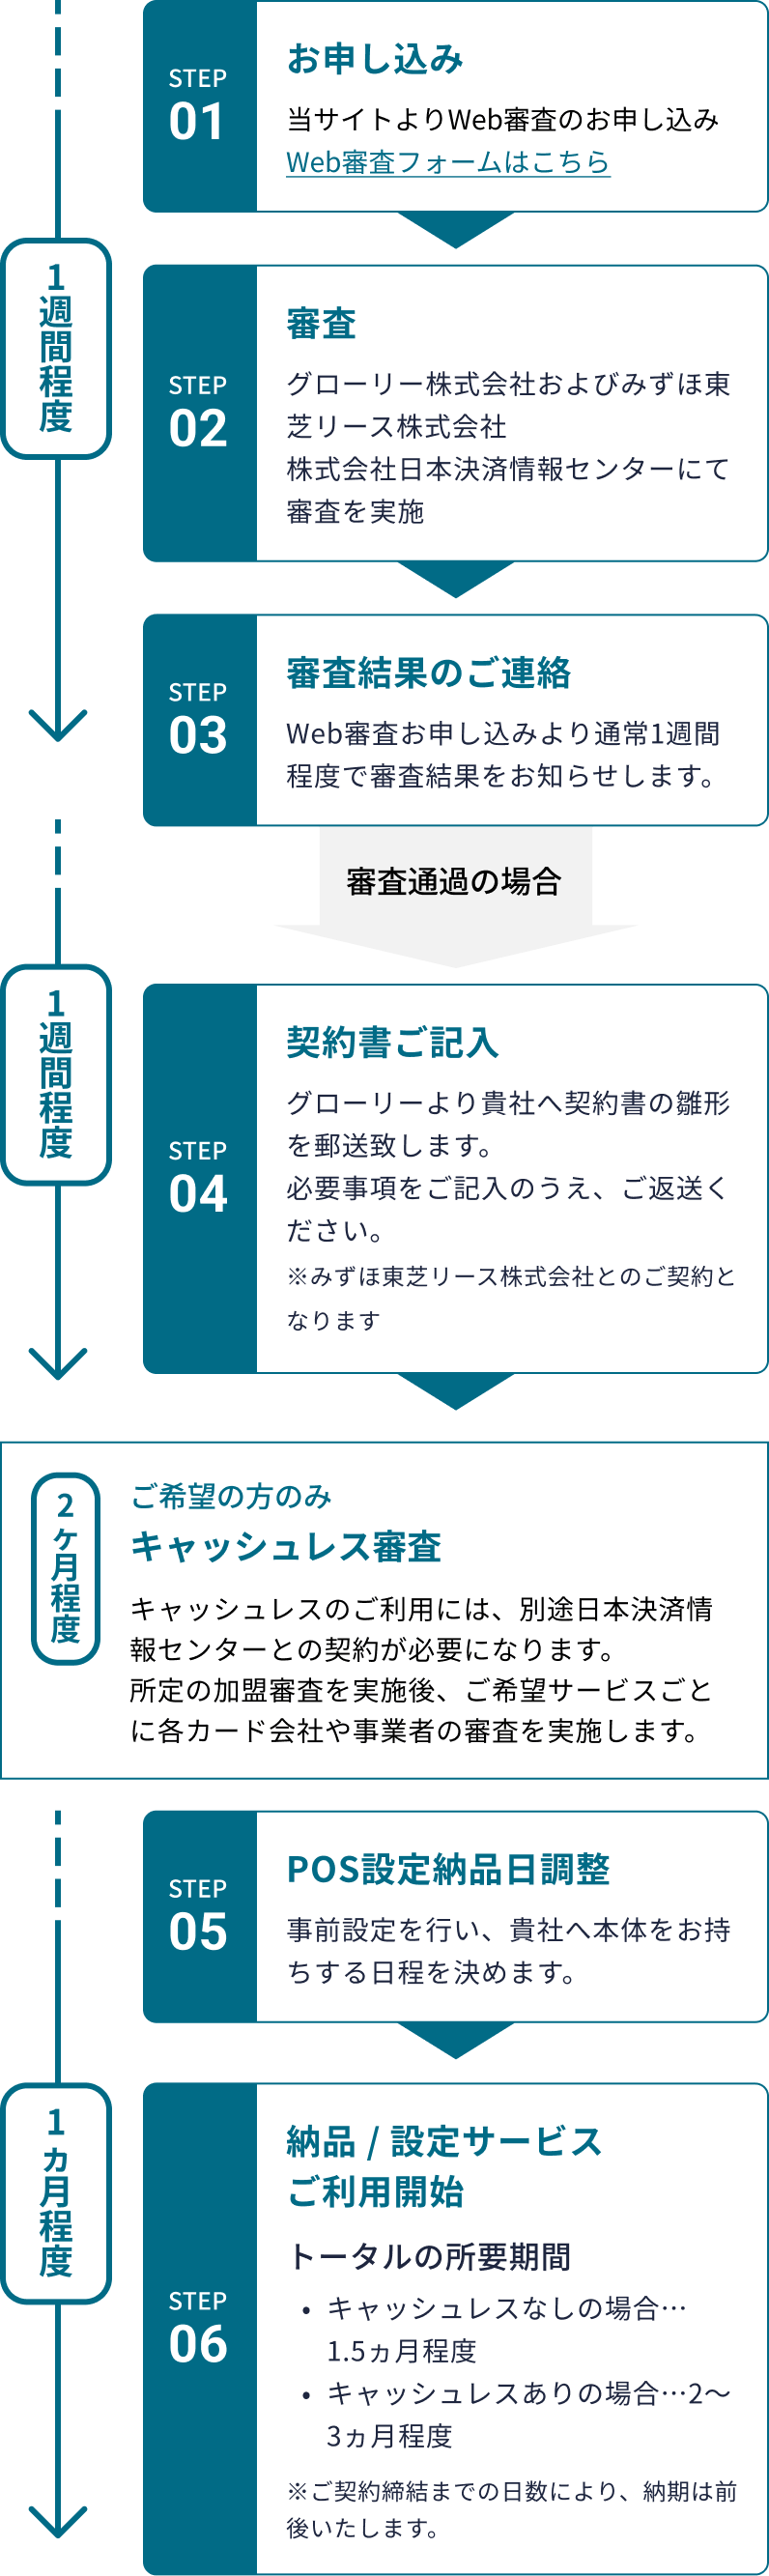 STEP
01
お申し込み
当サイトよりWeb審査のお申し込み
Web審査フォームはこちら
1週間程度
STEP
02
審査
グローリー株式会社およびみずほ東
芝リース株式会社
株式会社日本決済情報センターにて
審査を実施
STEP
03
審査結果のご連絡
Web審査お申し込みより通常1週間
程度で審査結果をお知らせします。
審査通過の場合
1週間程度
STEP
04
契約書ご記入
グローリーより貴社へ契約書の雛形
を郵送致します。
必要事項をご記入のうえ、ご返送く
ださい。
※みずほ東芝リース株式会社とのご契約と
なります
2ヶ月程度
ご希望の方のみ
キャッシュレス審査
キャッシュレスのご利用には、別途日本決済情
報センターとの契約が必要になります。
所定の加盟審査を実施後、ご希望サービスごと
に各カード会社や事業者の審査を実施します。
STEP
05
POS設定納品日調整
事前設定を行い、貴社へ本体をお持
ちする日程を決めます。
1ヵ月程度
STEP
06
納品 / 設定サービス
ご利用開始
トータルの所要期間
• キャッシュレスなしの場合…
1.5ヵ月程度
• キャッシュレスありの場合…2〜
3ヵ月程度
※ご契約締結までの日数により、納期は前
後いたします。